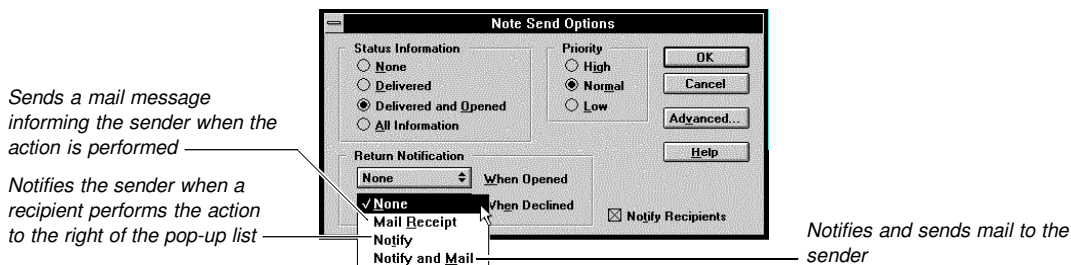 Note Send Options
Status Information
None
Delivered
Delivered and Opened
All Information
Priority
High
Normal
Low
OK
Cancel
Advanced...
Help
Return Notification
None
When Opened
None
When Declined
Mail Receipt
Notify
Notify and Mail
Notify Recipients
Sends a mail message
informing the sender when the
action is performed
Notifies the sender when a
recipient performs the action
to the right of the pop-up list
Notifies and sends mail to the
sender